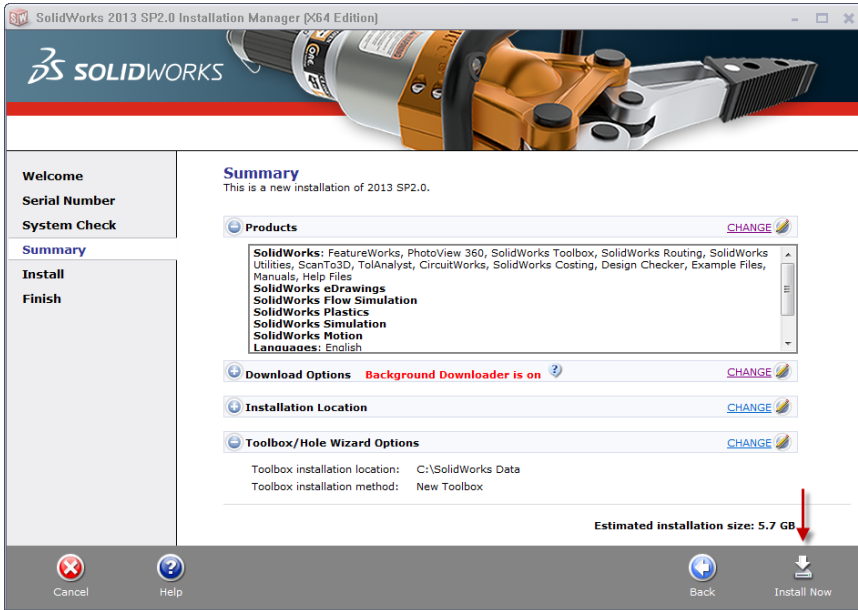 SolidWorks 2013 SP2.0 Installation Manager (X64 Edition)
SOLIDWORKS
Welcome
Serial Number
System Check
Summary
Install
Finish
Summary
This is a new installation of 2013 SP2.0.
Products CHANGE
SolidWorks: FeatureWorks, PhotoView 360, SolidWorks Toolbox, SolidWorks Routing, SolidWorks
Utilities, ScanTo3D, TolAnalyst, CircuitWorks, SolidWorks Costing, Design Checker, Example Files,
Manuals, Help Files
SolidWorks eDrawings
SolidWorks Flow Simulation
SolidWorks Plastics
SolidWorks Simulation
SolidWorks Motion
Languages: English
Download Options Background Downloader is on CHANGE
Installation Location CHANGE
Toolbox/Hole Wizard Options CHANGE
Toolbox installation location: C:\SolidWorks Data
Toolbox installation method: New Toolbox
Estimated installation size: 5.7 GB
Cancel Help Back Install Now